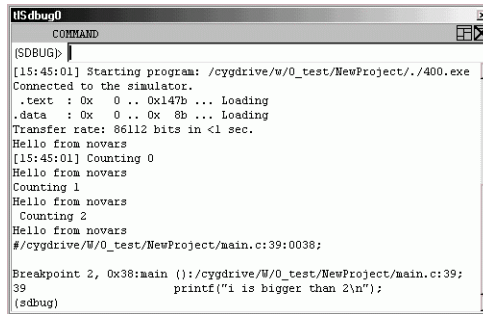 tlSdbug0
COMMAND
(SDBUG)>
[15:45:01] Starting program: /cygdrive/w/0_test/NewProject/./400.exe
Connected to the simulator.
.text : 0x 0 .. 0x147b ... Loading
.data : 0x 0 .. 0x 8b ... Loading
Transfer rate: 86112 bits in <1 sec.
Hello from novars
[15:45:01] Counting 0
Hello from novars
Counting 1
Hello from novars
Counting 2
Hello from novars
#/cygdrive/W/0_test/NewProject/main.c:39:0038;
Breakpoint 2, 0x38:main ():/cygdrive/W/0_test/NewProject/main.c:39;
39 printf("i is bigger than 2\n");
(sdbug)